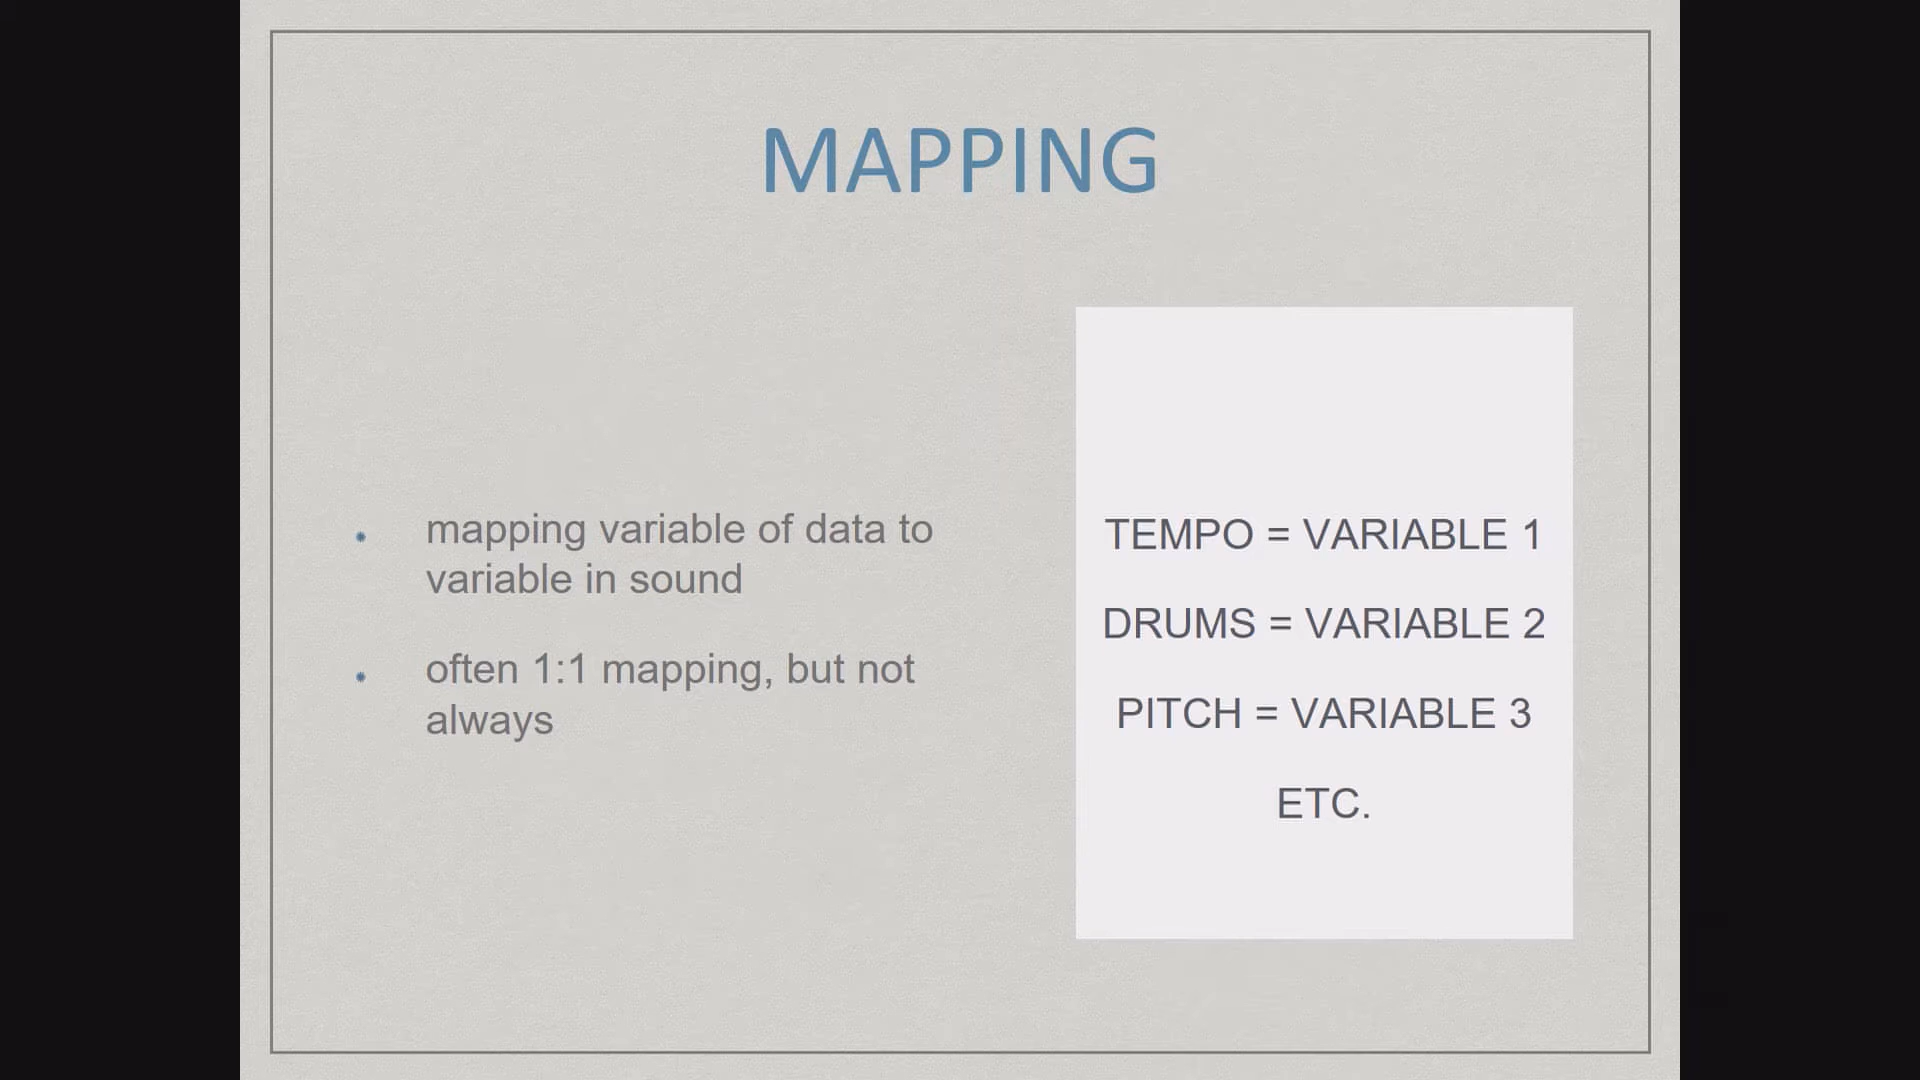 MAPPING
mapping variable of data to
variable in sound
often 1:1 mapping, but not
always
TEMPO = VARIABLE 1
DRUMS = VARIABLE 2
PITCH = VARIABLE 3
ETC.